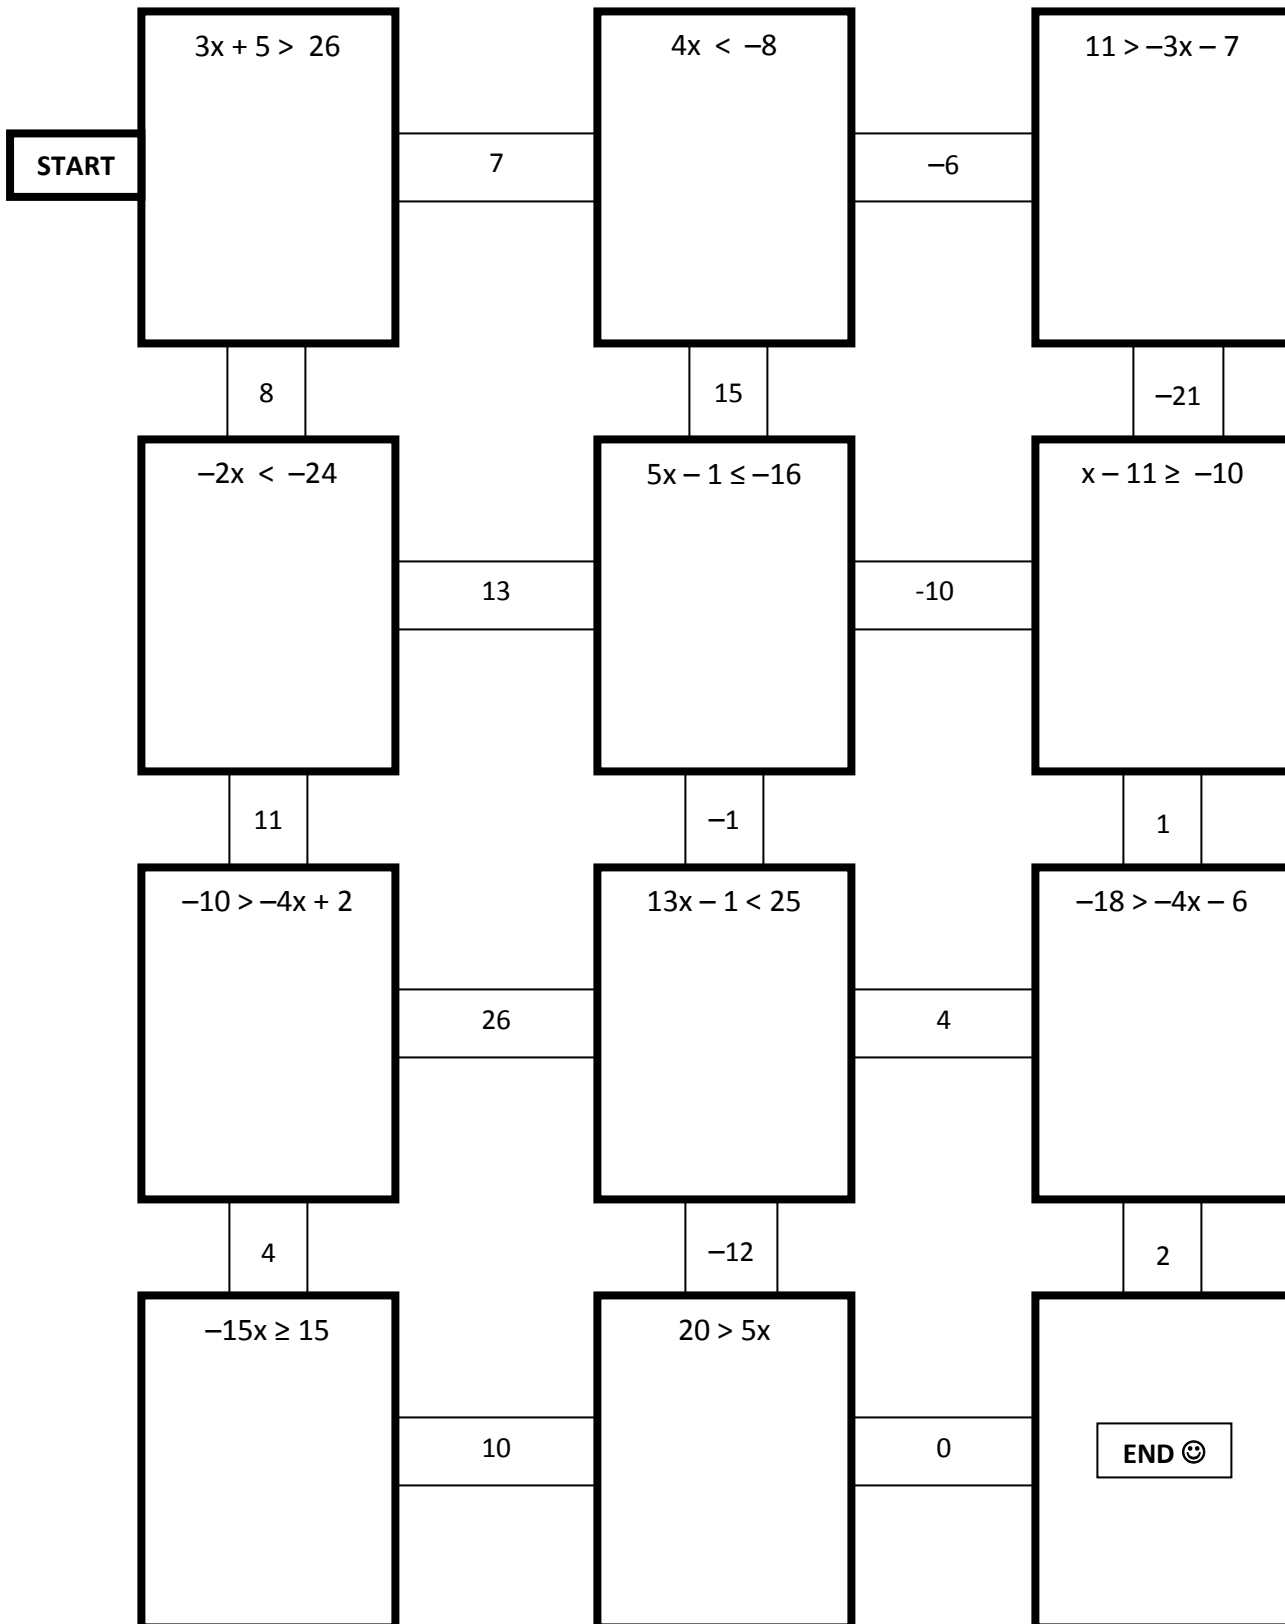 3x + 5 > 26
4x < –8
11 > –3x – 7
START
7
–6
8
15
–21
–2x < –24
5x – 1 ≤ –16
x – 11 ≥ –10
13
-10
11
–1
1
–10 > –4x + 2
13x – 1 < 25
–18 > –4x – 6
26
4
4
–12
2
–15x ≥ 15
20 > 5x
10
0
END ☺